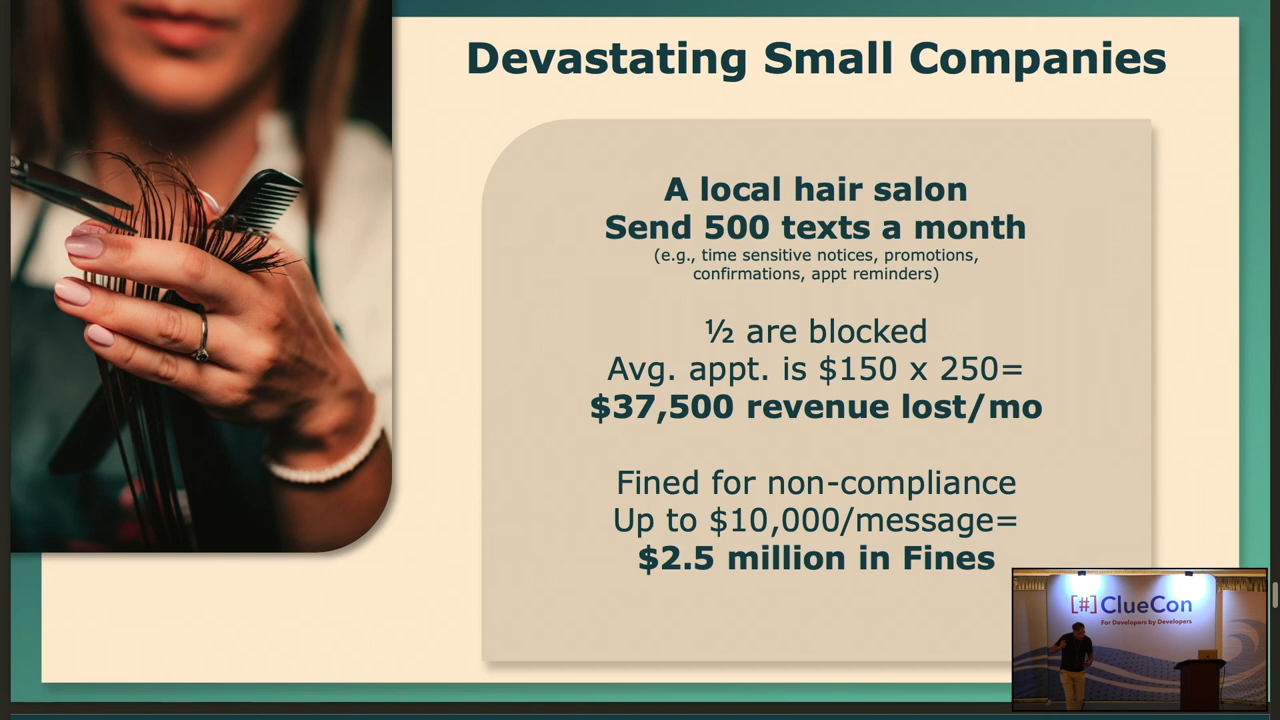 Devastating Small Companies
A local hair salon
Send 500 texts a month
(e.g., time sensitive notices, promotions,
confirmations, appt reminders)
½ are blocked
Avg. appt. is $150 x 250=
$37,500 revenue lost/mo
Fined for non-compliance
Up to $10,000/message=
$2.5 million in Fines
[#] ClueCon
For Developers by Developers